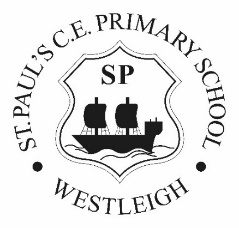 ST. PAUL'S C.E. PRIMARY SCHOOL
SP
• WESTLEIGH •